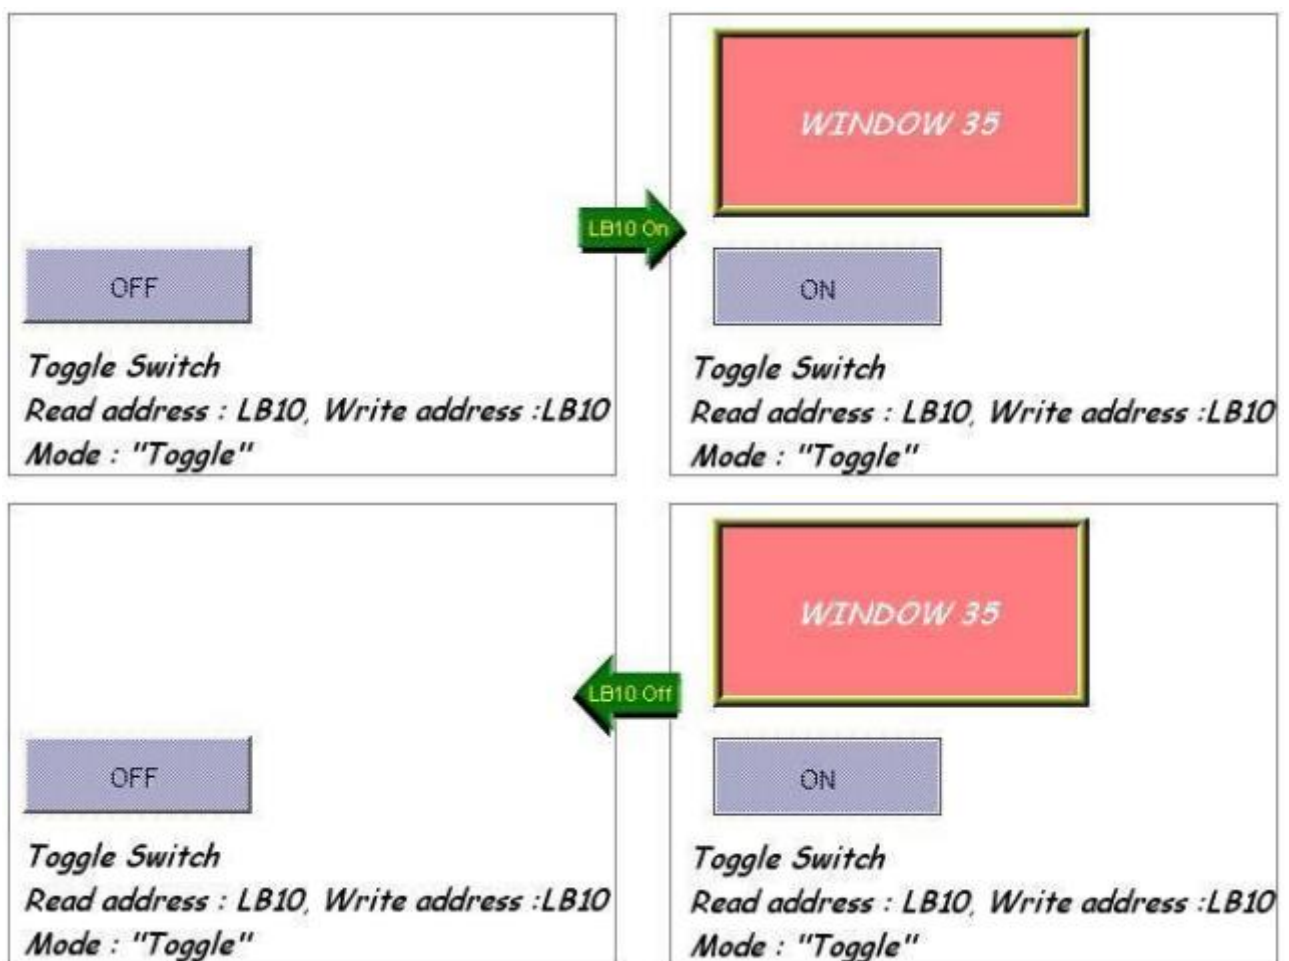 WINDOW 35
LB10 On
OFF
ON
Toggle Switch
Read address : LB10, Write address :LB10
Mode : "Toggle"
Toggle Switch
Read address : LB10, Write address :LB10
Mode : "Toggle"
WINDOW 35
LB10 Off
OFF
ON
Toggle Switch
Read address : LB10, Write address :LB10
Mode : "Toggle"
Toggle Switch
Read address : LB10, Write address :LB10
Mode : "Toggle"